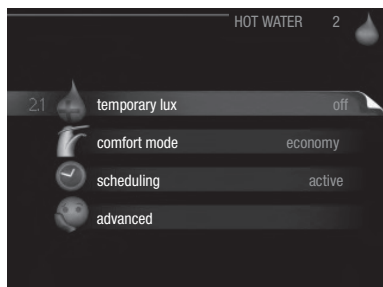 HOT WATER 2
2.1 temporary lux off
comfort mode economy
scheduling active
advanced